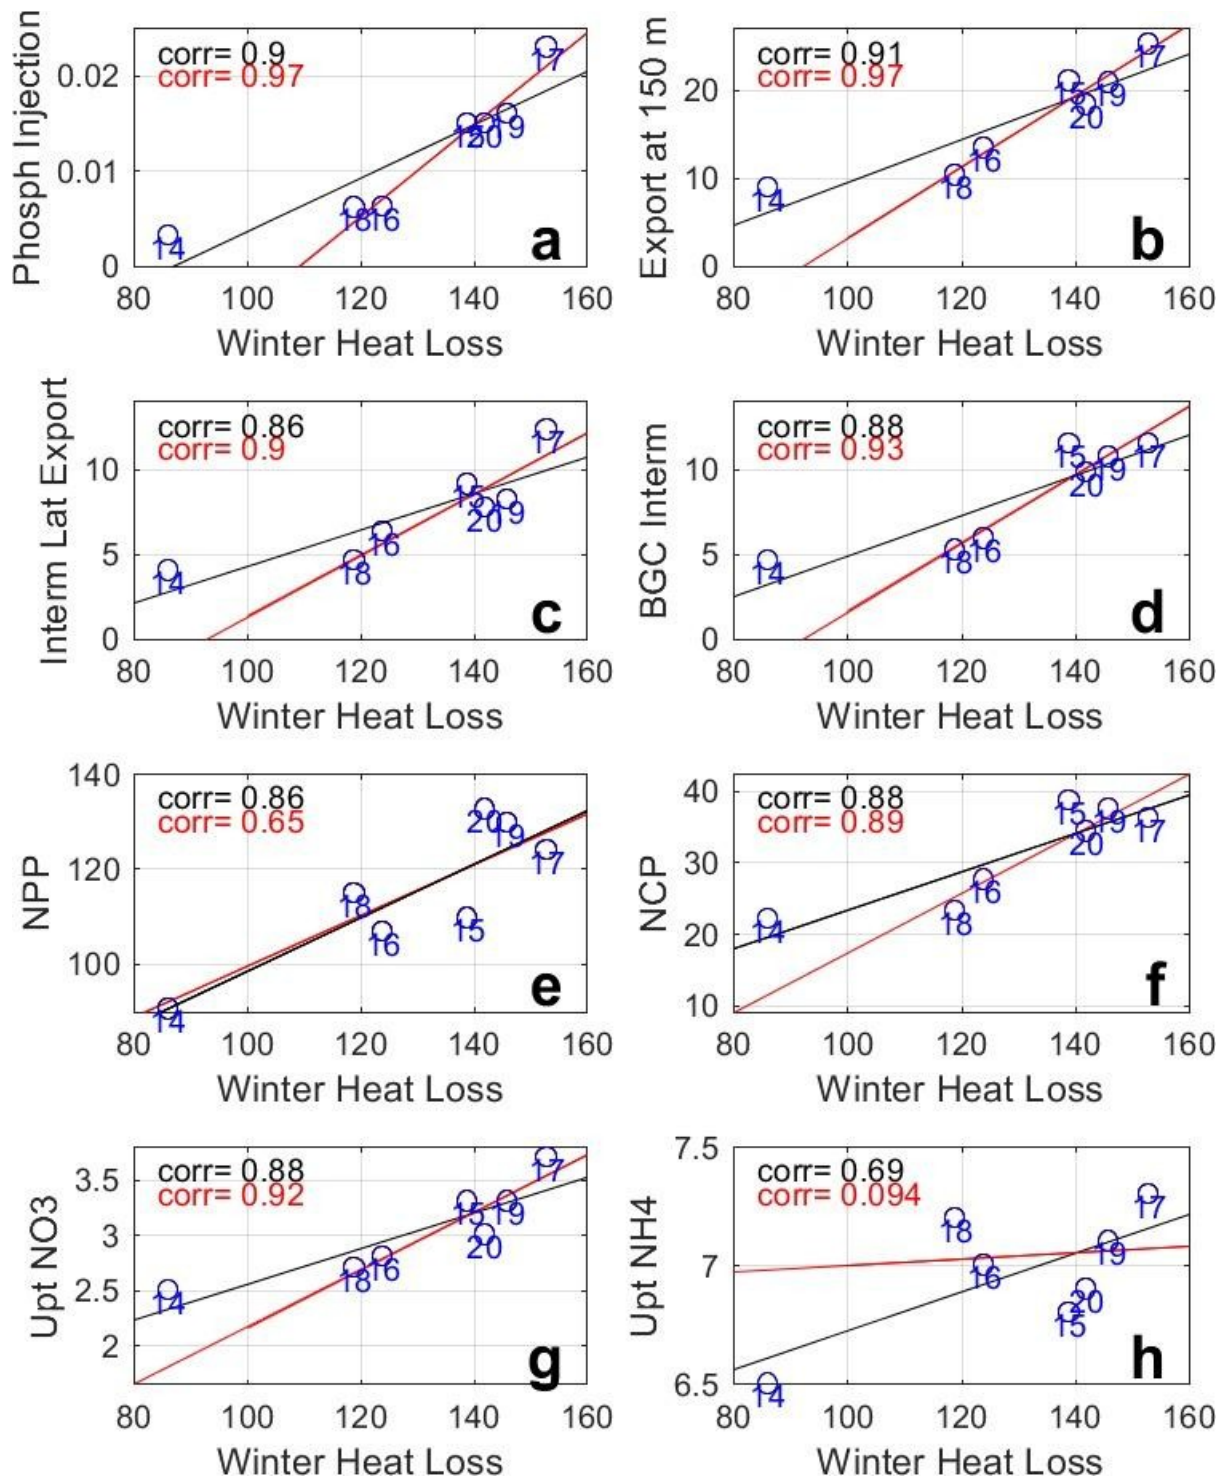 corr= 0.9
corr= 0.97
0.02
0.01
0
17
15
20
19
18
16
14
a
80 100 120 140 160
Winter Heat Loss
Phosph Injection
corr= 0.91
corr= 0.97
20
10
0
17
15
19
20
16
18
14
b
80 100 120 140 160
Winter Heat Loss
Export at 150 m
corr= 0.86
corr= 0.9
10
5
0
17
15
19
20
16
18
14
c
80 100 120 140 160
Winter Heat Loss
Interm Lat Export
corr= 0.88
corr= 0.93
10
5
0
15
17
19
20
16
18
14
d
80 100 120 140 160
Winter Heat Loss
BGC Interm
corr= 0.86
corr= 0.65
140
120
100
20
19
17
18
15
16
14
e
80 100 120 140 160
Winter Heat Loss
NPP
corr= 0.88
corr= 0.89
40
30
20
10
15
19
17
20
16
18
14
f
80 100 120 140 160
Winter Heat Loss
NCP
corr= 0.88
corr= 0.92
3.5
3
2.5
2
17
15
19
20
16
18
14
g
80 100 120 140 160
Winter Heat Loss
Upt NO3
corr= 0.69
corr= 0.094
7.5
7
6.5
17
18
19
16
20
15
14
h
80 100 120 140 160
Winter Heat Loss
Upt NH4